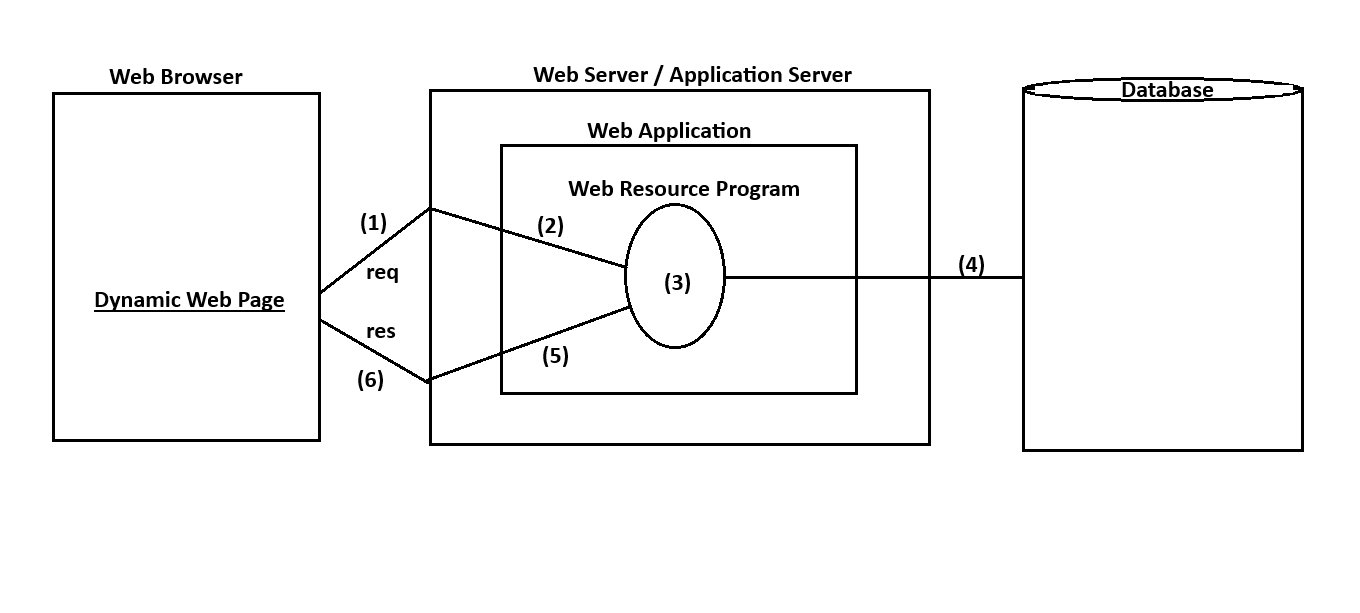 Web Browser
Web Server / Application Server
Database
Web Application
Web Resource Program
(1)
(2)
req
(3)
(4)
Dynamic Web Page
res
(5)
(6)